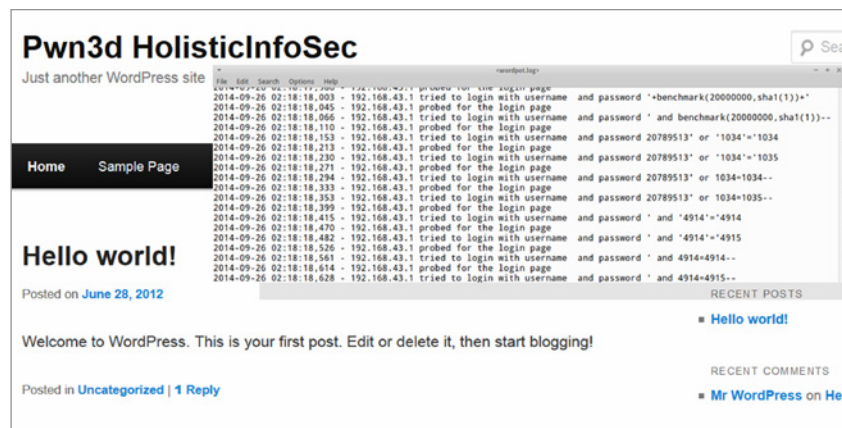 Pwn3d HolisticInfoSec
Sea
Just another WordPress site
<wordpot.log>
File Edit Search Options Help
probed for the login page
2014-09-26 02:18:18,003 - 192.168.43.1 tried to login with username and password '+benchmark(20000000,sha1(1))+'
2014-09-26 02:18:18,045 - 192.168.43.1 probed for the login page
2014-09-26 02:18:18,066 - 192.168.43.1 tried to login with username and password ' and benchmark(20000000,sha1(1))--
2014-09-26 02:18:18,110 - 192.168.43.1 probed for the login page
2014-09-26 02:18:18,153 - 192.168.43.1 tried to login with username and password 20789513' or '1034'='1034
2014-09-26 02:18:18,213 - 192.168.43.1 probed for the login page
2014-09-26 02:18:18,230 - 192.168.43.1 tried to login with username and password 20789513' or '1034'='1035
2014-09-26 02:18:18,271 - 192.168.43.1 probed for the login page
2014-09-26 02:18:18,294 - 192.168.43.1 tried to login with username and password 20789513' or 1034=1034--
2014-09-26 02:18:18,333 - 192.168.43.1 probed for the login page
2014-09-26 02:18:18,353 - 192.168.43.1 tried to login with username and password 20789513' or 1034=1035--
2014-09-26 02:18:18,399 - 192.168.43.1 probed for the login page
2014-09-26 02:18:18,415 - 192.168.43.1 tried to login with username and password ' and '4914'='4914
2014-09-26 02:18:18,470 - 192.168.43.1 probed for the login page
2014-09-26 02:18:18,482 - 192.168.43.1 tried to login with username and password ' and '4914'='4915
2014-09-26 02:18:18,526 - 192.168.43.1 probed for the login page
2014-09-26 02:18:18,561 - 192.168.43.1 tried to login with username and password ' and 4914=4914--
2014-09-26 02:18:18,614 - 192.168.43.1 probed for the login page
2014-09-26 02:18:18,628 - 192.168.43.1 tried to login with username and password ' and 4914=4915--
Home Sample Page
Hello world!
Posted on June 28, 2012
Welcome to WordPress. This is your first post. Edit or delete it, then start blogging!
Posted in Uncategorized | 1 Reply
RECENT POSTS
Hello world!
RECENT COMMENTS
Mr WordPress on He